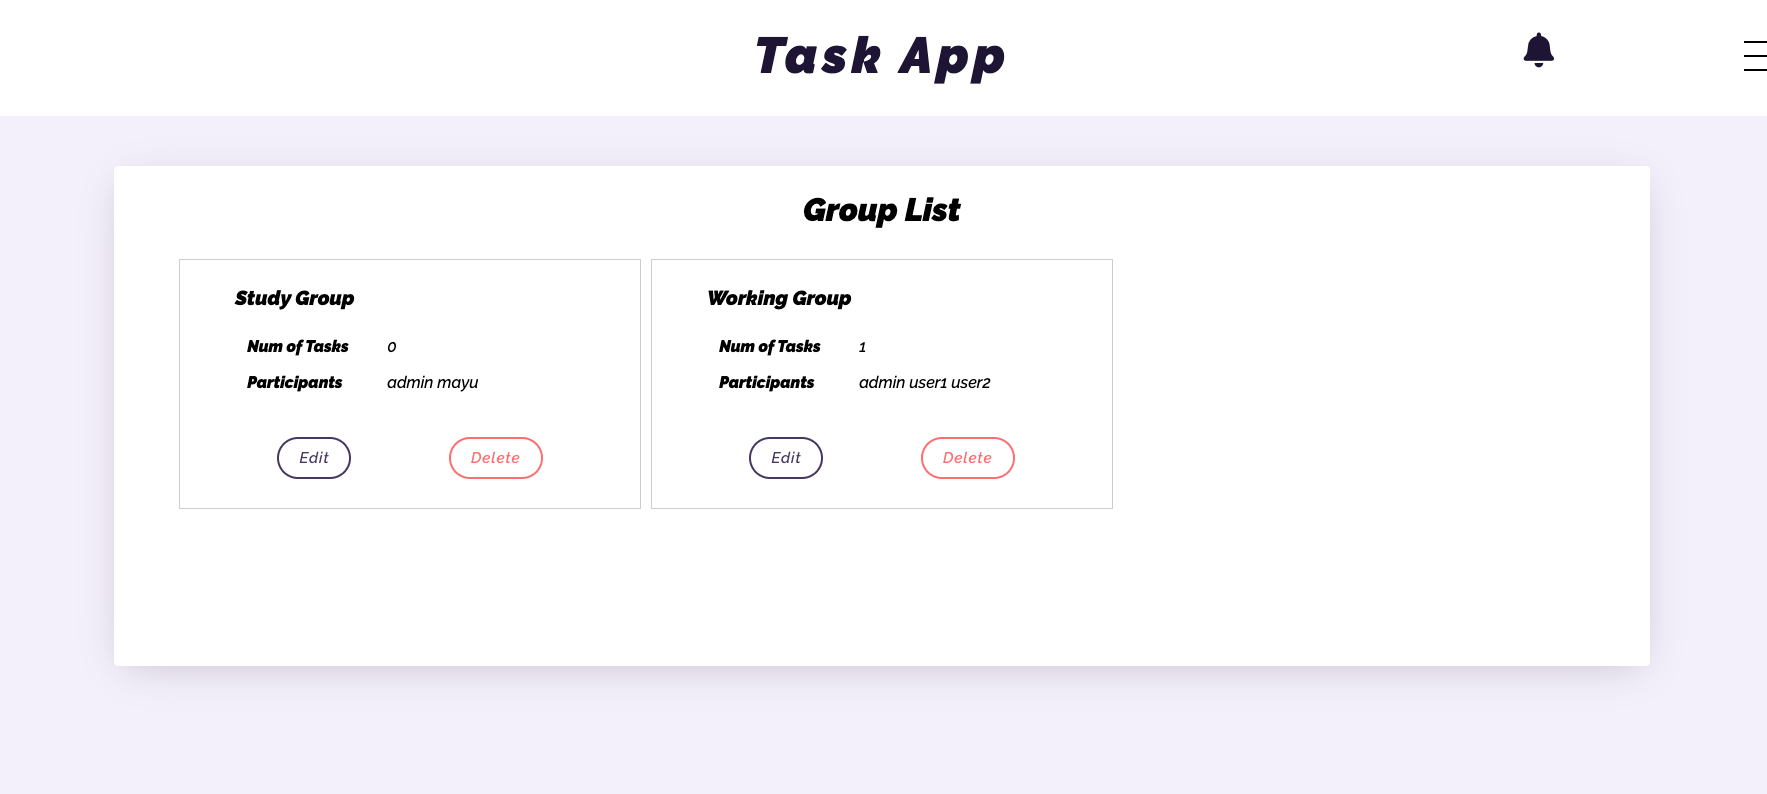 Task App
Group List
Study Group
Num of Tasks 0
Participants admin mayu
Edit Delete
Working Group
Num of Tasks 1
Participants admin user1 user2
Edit Delete